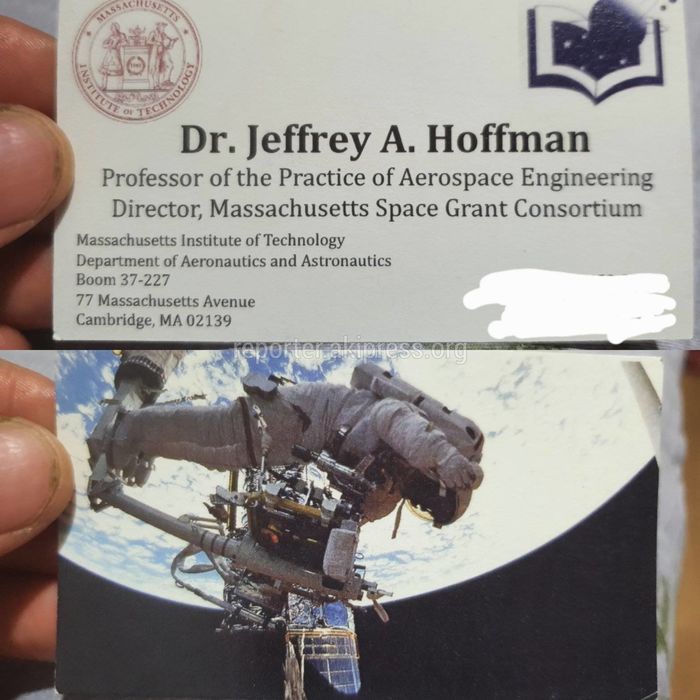 MASSACHUSETTS
INSTITUTE OF TECHNOLOGY
Dr. Jeffrey A. Hoffman
Professor of the Practice of Aerospace Engineering
Director, Massachusetts Space Grant Consortium
Massachusetts Institute of Technology
Department of Aeronautics and Astronautics
Boom 37-227
77 Massachusetts Avenue
Cambridge, MA 02139
reporter.akipress.org